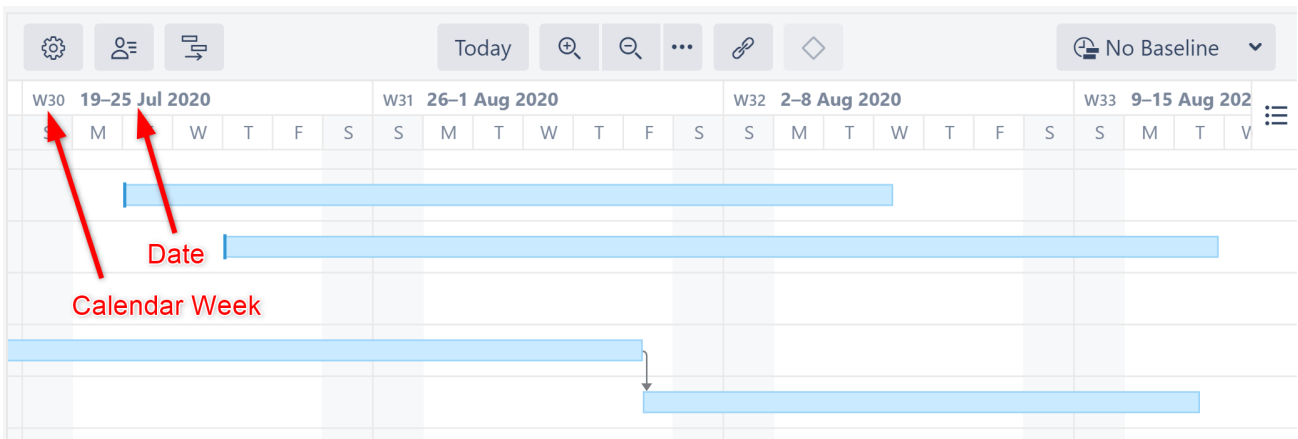 Today No Baseline
W30 19–25 Jul 2020 W31 26–1 Aug 2020 W32 2–8 Aug 2020 W33 9–15 Aug 202
S M W T F S S M T W T F S S M T W T F S S M T W
Date
Calendar Week